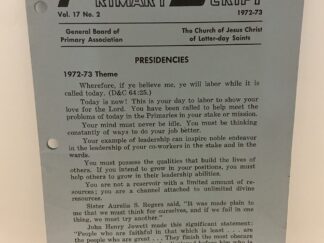 PRIMARY SCRIPT
Vol. 17 No. 2 1972-73
General Board of The Church of Jesus Christ
Primary Association of Latter-day Saints
PRESIDENCIES
1972-73 Theme
Wherefore, if ye believe me, ye will labor while it is
called today. (D&C 64:25.)
Today is now! This is your day to labor to show your
love for the Lord. You have been called to help meet the
problems of today in the Primaries in your stake or mission.
Your mind must never be idle. You must be thinking
constantly of ways to do your job better.
Your example of leadership can inspire noble endeavor
in the leadership of your co-workers in the stake and in the
wards.
You must possess the qualities that build the lives of
others. If you intend to grow in your positions, you must
help others to grow in their leadership abilities.
You are not a reservoir with a limited amount of re-
sources; you are a channel attached to unlimited divine
resources.
Sister Aurelia S. Rogers said, "It was made plain to
me that we must think for ourselves, and if we fail in one
thing, we must try another."
John Henry Jowett made this significant statement:
"People who are faithful in that which is least . . . are
the people who are great . . . They finish the most obscure